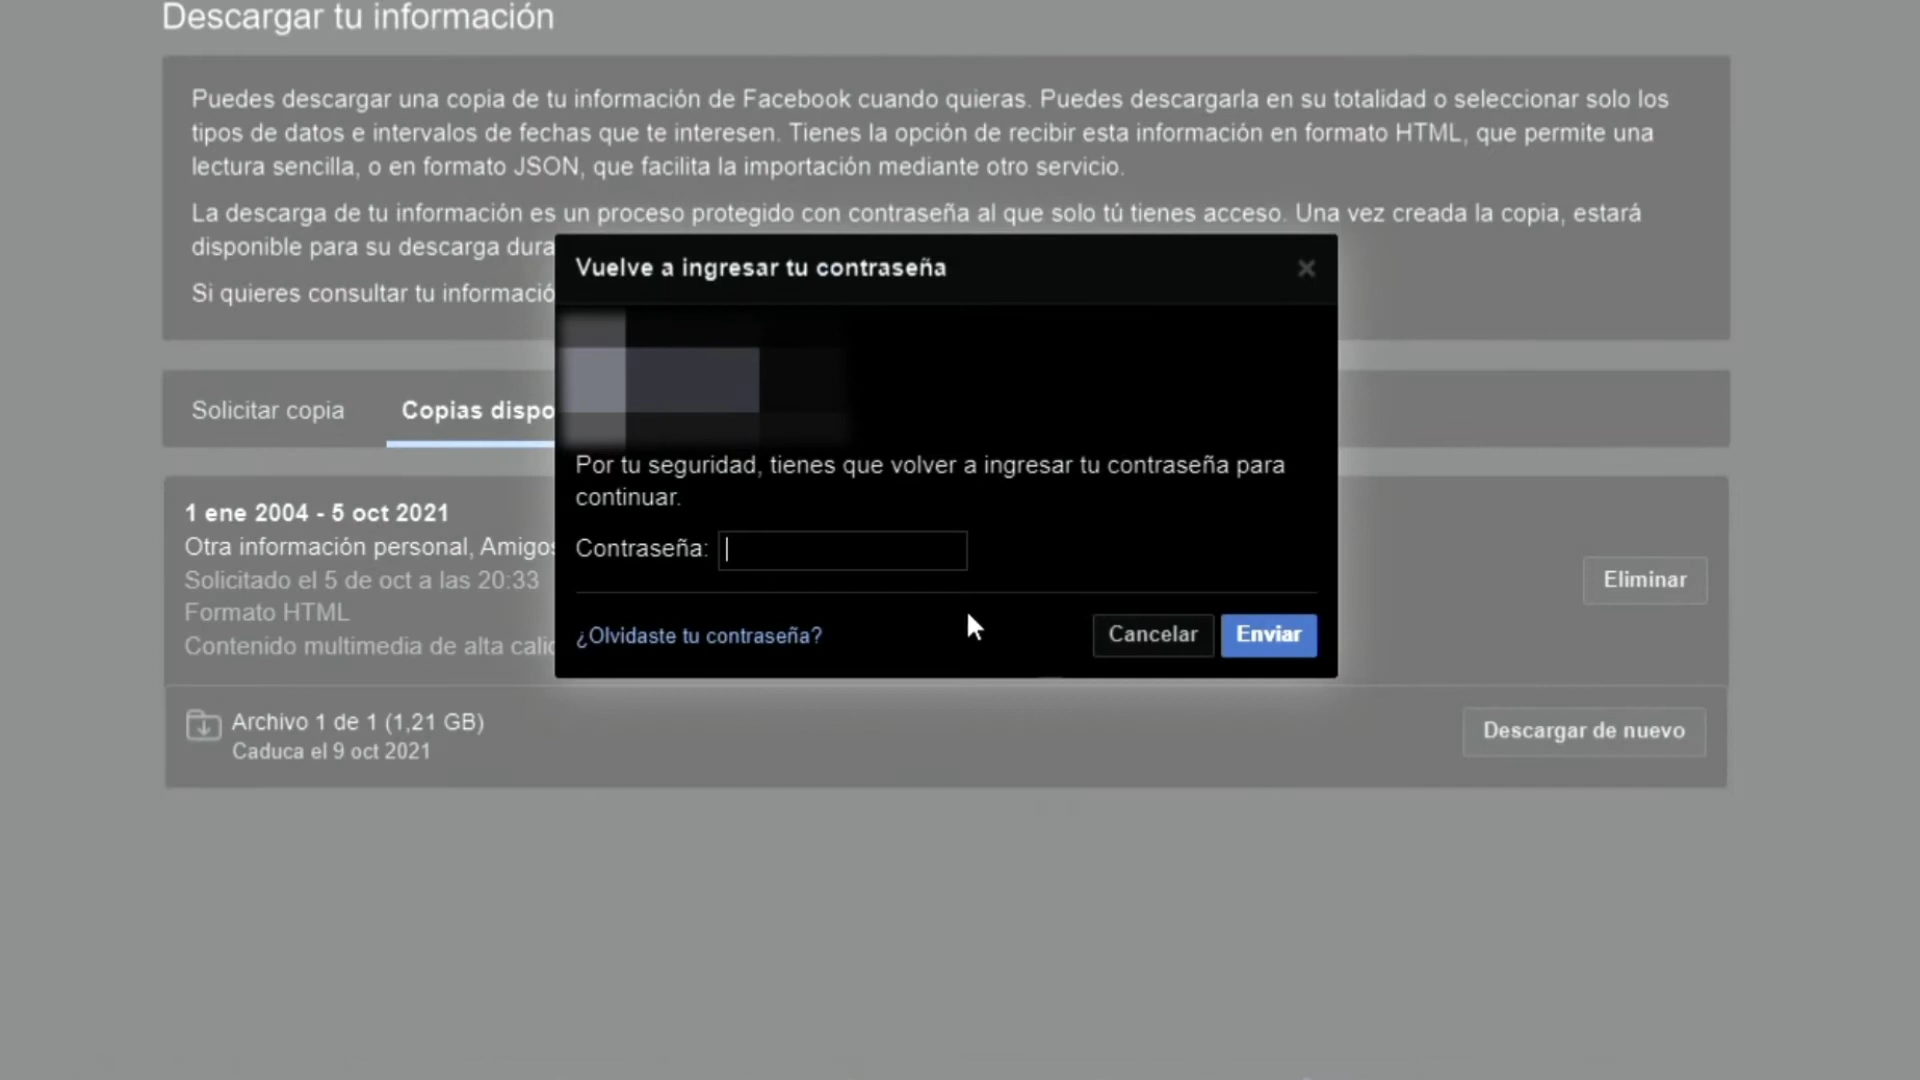 Descargar tu información
Puedes descargar una copia de tu información de Facebook cuando quieras. Puedes descargarla en su totalidad o seleccionar solo los
tipos de datos e intervalos de fechas que te interesen. Tienes la opción de recibir esta información en formato HTML, que permite una
lectura sencilla, o en formato JSON, que facilita la importación mediante otro servicio.
La descarga de tu información es un proceso protegido con contraseña al que solo tú tienes acceso. Una vez creada la copia, estará
disponible para su descarga
Si quieres consultar tu
Vuelve a ingresar tu contraseña
Por tu seguridad, tienes que volver a ingresar tu contraseña para
continuar.
Contraseña:
¿Olvidaste tu contraseña?
Cancelar
Enviar
Solicitar copia
Copias
1 ene 2004 - 5 oct 2021
Otra información personal, Amigos
Solicitado el 5 de oct a las 20:33
Formato HTML
Contenido multimedia de alta
Eliminar
Archivo 1 de 1 (1,21 GB)
Caduca el 9 oct 2021
Descargar de nuevo